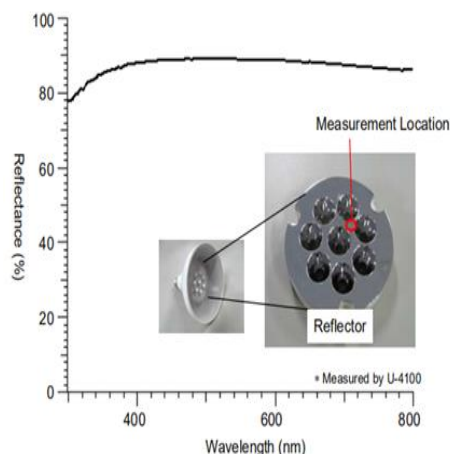 100
80
60
40
20
0
Reflectance (%)
Measurement Location
Reflector
* Measured by U-4100
400
600
800
Wavelength (nm)